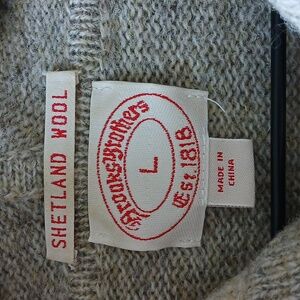 SHETLAND WOOL
Brooks Brothers
L
Est. 1818
MADE IN
CHINA